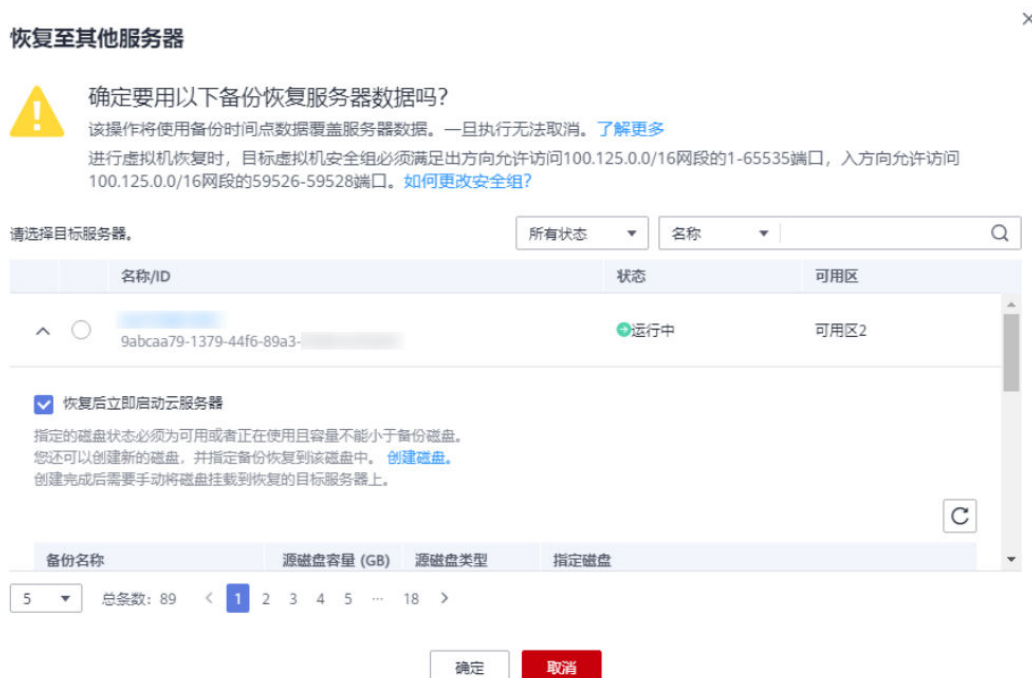 恢复至其他服务器
确定要用以下备份恢复服务器数据吗?
该操作将使用备份时间点数据覆盖服务器数据。一旦执行无法取消。了解更多
进行虚拟机恢复时，目标虚拟机安全组必须满足出方向允许访问100.125.0.0/16网段的1-65535端口，入方向允许访问
100.125.0.0/16网段的59526-59528端口。如何更改安全组?
请选择目标服务器。 所有状态 名称
名称/ID 状态 可用区
9abcaa79-1379-44f6-89a3- 运行中 可用区2
恢复后立即启动云服务器
指定的磁盘状态必须为可用或者正在使用且容量不能小于备份磁盘。
您还可以创建新的磁盘，并指定备份恢复到该磁盘中。 创建磁盘。
创建完成后需要手动将磁盘挂载到恢复的目标服务器上。
备份名称 源磁盘容量 (GB) 源磁盘类型 指定磁盘
5 总条数: 89 < 1 2 3 4 5 ··· 18 >
确定 取消